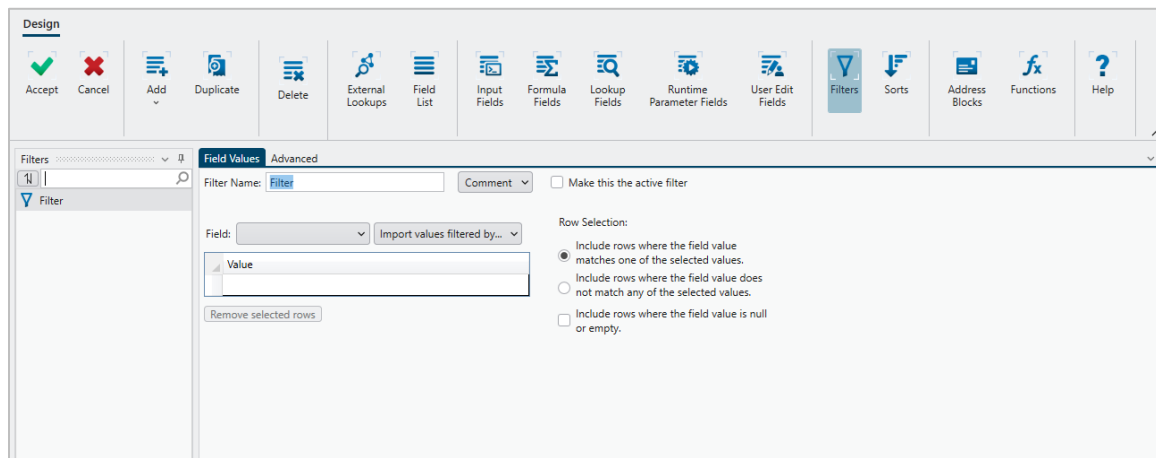 Design
Accept Cancel Add Duplicate Delete External Field Input Formula Lookup Runtime User Edit Filters Sorts Address Functions Help
Lookups List Fields Fields Fields Parameter Fields Fields Blocks
Filters Field Values Advanced
Filter Name: Filter Comment Make this the active filter
Filter
Row Selection:
Field: Import values filtered by...
Include rows where the field value
matches one of the selected values.
Value
Include rows where the field value does
not match any of the selected values.
Remove selected rows
Include rows where the field value is null
or empty.